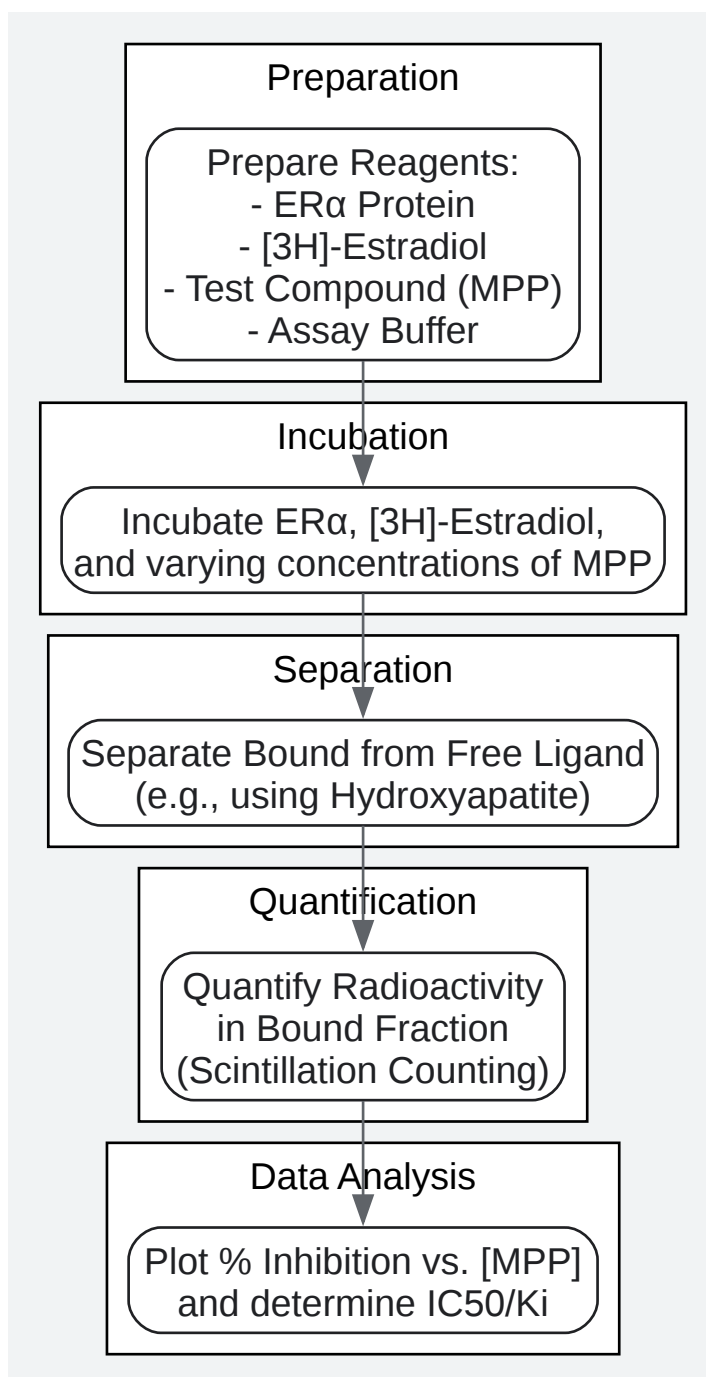 Preparation
Prepare Reagents:
- ERα Protein
- [3H]-Estradiol
- Test Compound (MPP)
- Assay Buffer
Incubation
Incubate ERα, [3H]-Estradiol,
and varying concentrations of MPP
Separation
Separate Bound from Free Ligand
(e.g., using Hydroxyapatite)
Quantification
Quantify Radioactivity
in Bound Fraction
(Scintillation Counting)
Data Analysis
Plot % Inhibition vs. [MPP]
and determine IC50/Ki